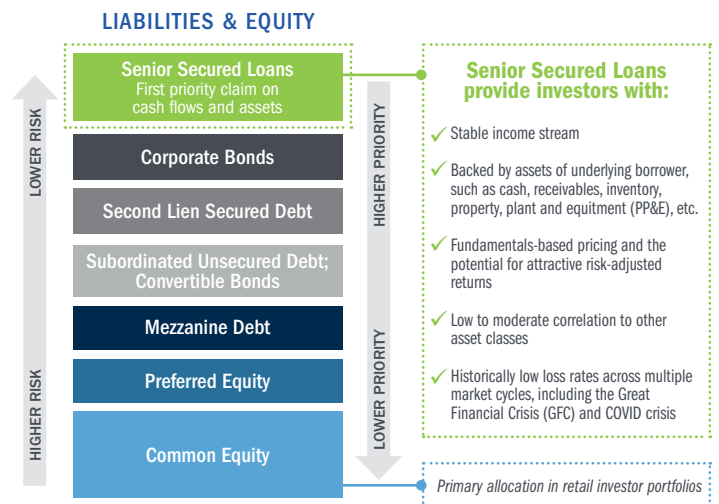 LIABILITIES & EQUITY
Senior Secured Loans
First priority claim on
cash flows and assets
Corporate Bonds
Second Lien Secured Debt
Subordinated Unsecured Debt;
Convertible Bonds
Mezzanine Debt
Preferred Equity
Common Equity
LOWER RISK
HIGHER RISK
HIGHER PRIORITY
LOWER PRIORITY
Senior Secured Loans
provide investors with:
Stable income stream
Backed by assets of underlying borrower,
such as cash, receivables, inventory,
property, plant and equitment (PP&E), etc.
Fundamentals-based pricing and the
potential for attractive risk-adjusted
returns
Low to moderate correlation to other
asset classes
Historically low loss rates across multiple
market cycles, including the Great
Financial Crisis (GFC) and COVID crisis
Primary allocation in retail investor portfolios